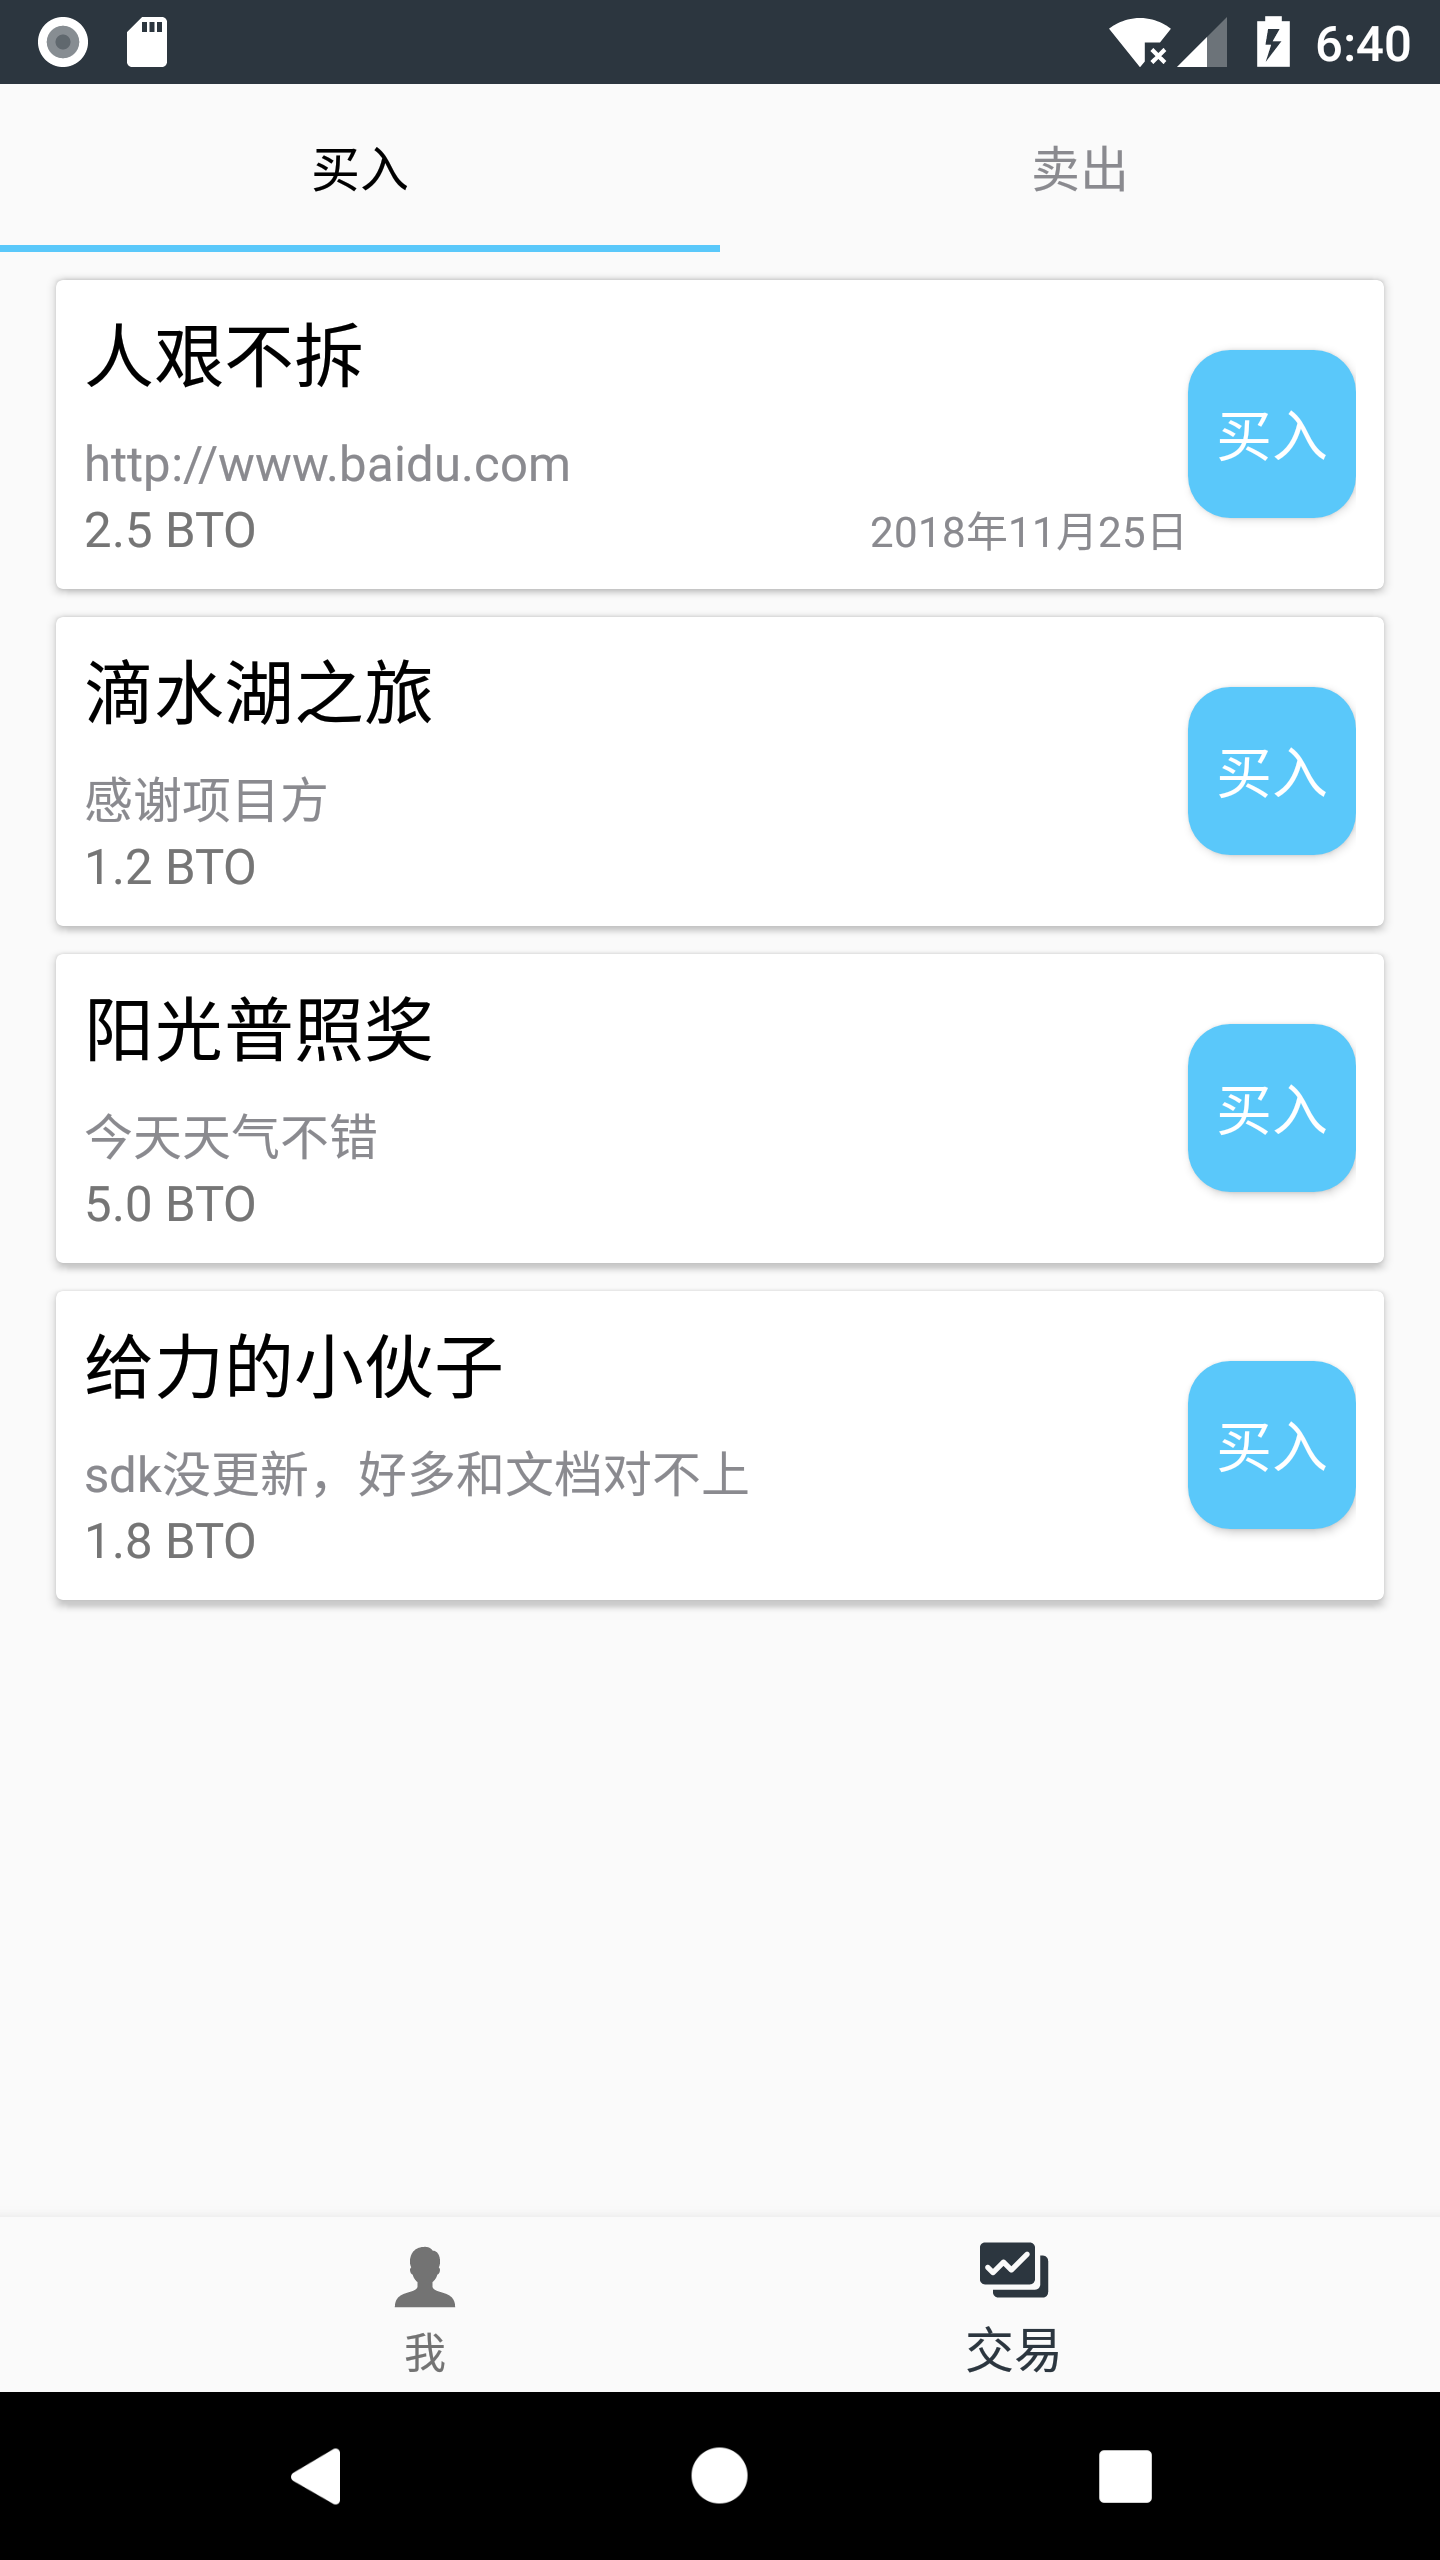 6:40
买入
卖出
人艰不拆
http://www.baidu.com
2.5 BTO
2018年11月25日
买入
滴水湖之旅
感谢项目方
1.2 BTO
买入
阳光普照奖
今天天气不错
5.0 BTO
买入
给力的小伙子
sdk没更新，好多和文档对不上
1.8 BTO
买入
我
交易